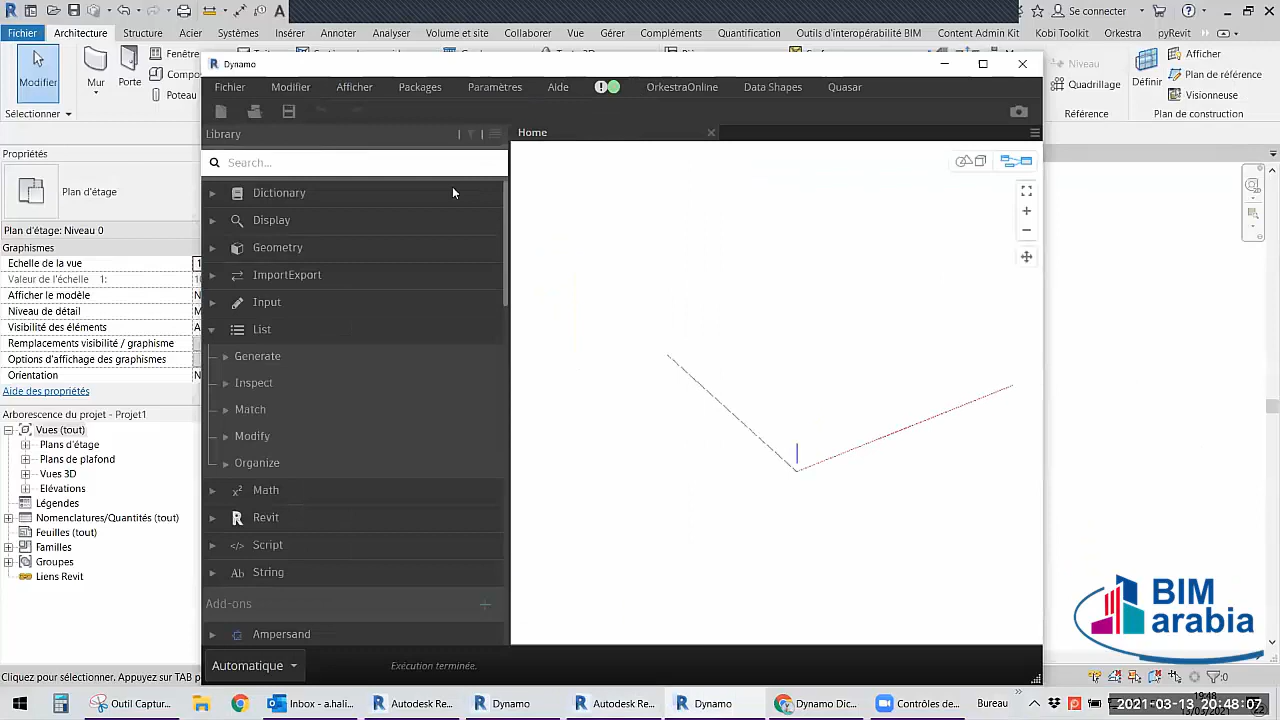 Se connecter
Fichier Architecture Structure Acier Systèmes Insérer Annoter Analyser Volume et site Collaborer Vue Gérer Compléments Quantification Outils d'interopérabilité BIM Content Admin Kit Kobi Toolkit Orkestra pyRevit
Modifier
Mur
Porte
Poteau
Sélectionner
Niveau
Quadrillage
Référence
Définir
Afficher
Plan de référence
Visionneuse
Plan de construction
Dynamo
Fichier Modifier Afficher Packages Paramètres Aide OrkestraOnline Data Shapes Quasar
Library
Home
Search...
Dictionary
Display
Geometry
ImportExport
Input
List
Generate
Inspect
Match
Modify
Organize
Math
Revit
Script
String
Add-ons
Ampersand
Automatique
Exécution terminée.
Propriétés
Plan d'étage
Plan d'étage: Niveau 0
Graphismes
Echelle de la vue
Valeur de l'échelle 1:
Afficher le modèle
Niveau de détail
Visibilité des éléments
Remplacements visibilité / graphisme
Options d'affichage des graphismes
Orientation
Aide des propriétés
Arborescence du projet - Projet1
Vues (tout)
Plans d'étage
Plans de plafond
Vues 3D
Elévations
Légendes
Nomenclatures/Quantités (tout)
Feuilles (tout)
Familles
Groupes
Liens Revit
BIM
arabia
Cliquez pour sélectionner. Appuyez sur TAB p
:0
Outil Captur...
Inbox - a.hali...
Autodesk Re...
Dynamo
Autodesk Re...
Dynamo
Dynamo Dic...
Contrôles de...
Bureau
19:48
2021-03-13 20:48:07